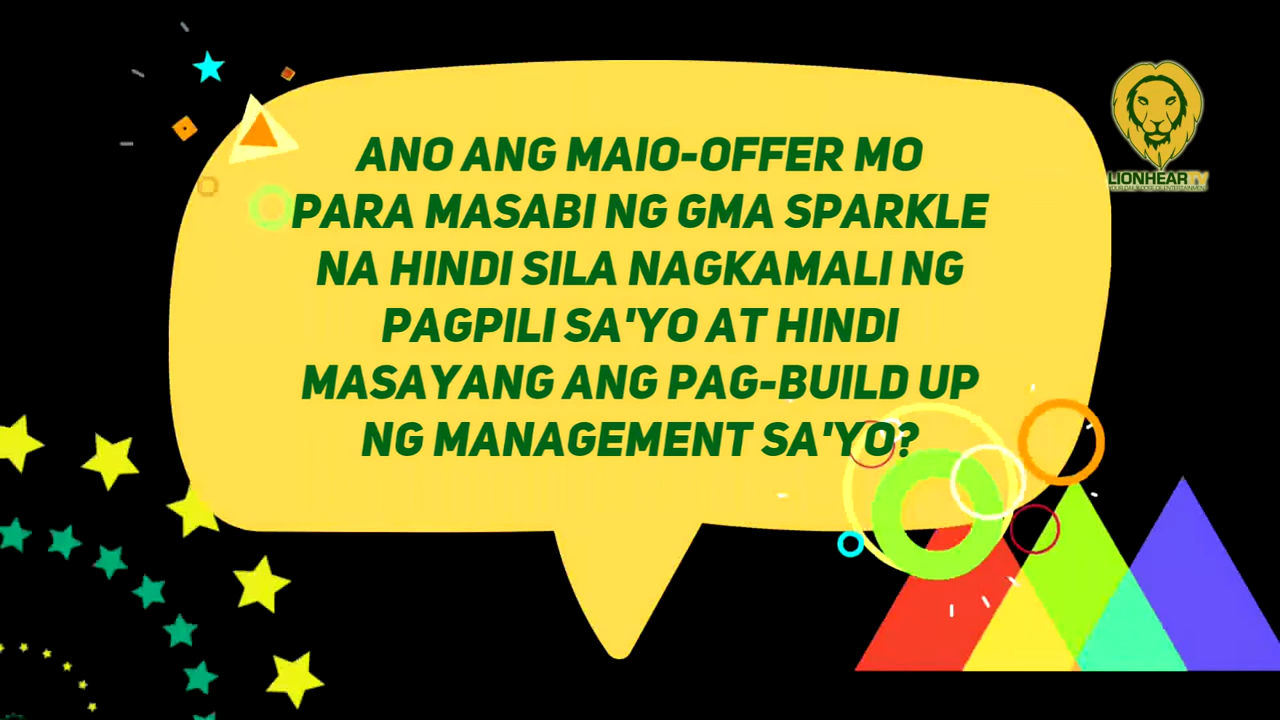 ANO ANG MAIO-OFFER MO
PARA MASABI NG GMA SPARKLE
NA HINDI SILA NAGKAMALI NG
PAGPILI SA'YO AT HINDI
MASAYANG ANG PAG-BUILD UP
NG MANAGEMENT SA'YO?
LIONHEARTV